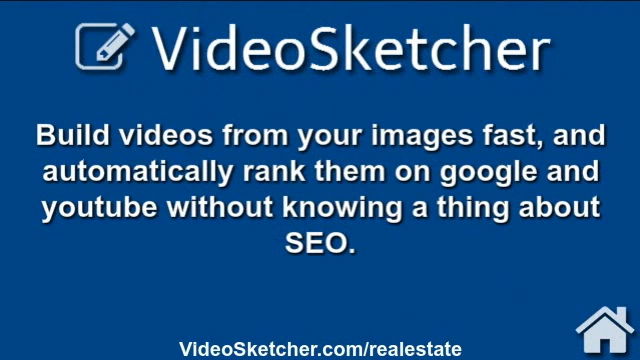 VideoSketcher
Build videos from your images fast, and
automatically rank them on google and
youtube without knowing a thing about
SEO.
VideoSketcher.com/realestate